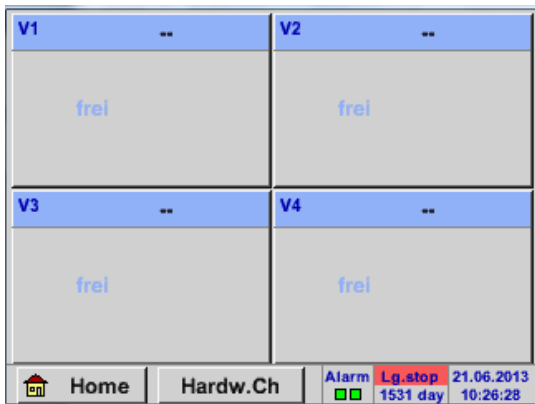 V1 --
V2 --
frei
frei
V3 --
V4 --
frei
frei
Home
Hardw.Ch
Alarm
Lg.stop
1531 day
21.06.2013
10:26:28